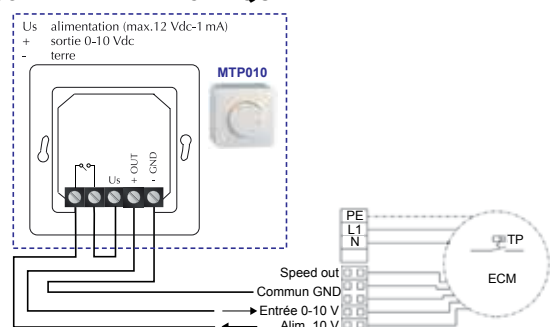 Us alimentation (max.12 Vdc-1 mA)
+ sortie 0-10 Vdc
- terre
MTP010
Us
+ OUT
- GND
PE
L1
N
TP
ECM
Speed out
Commun GND
Entrée 0-10 V
Alim. 10 V